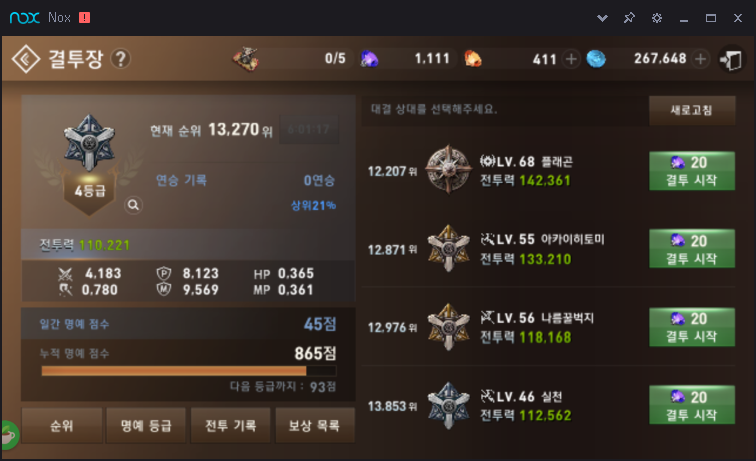 nox Nox
결투장 ? 0/5 1,111 411 267,648
현재 순위 13,270 위
4등급
연승 기록 0연승
상위21%
전투력 110,221
4,183 8,123 HP 0.365
0.780 9,569 MP 0.361
일간 명예 점수 45점
누적 명예 점수 865점
다음 등급까지 : 93점
순위 명예 등급 전투 기록 보상 목록
대결 상대를 선택해주세요. 새로고침
12,207 위 LV. 68 플래곤
전투력 142,361
20
결투 시작
12,871 위 LV. 55 아카이히토미
전투력 133,210
20
결투 시작
12,976 위 LV. 56 나름꿀벅지
전투력 118,168
20
결투 시작
13,853 위 LV. 46 실천
전투력 112,562
20
결투 시작